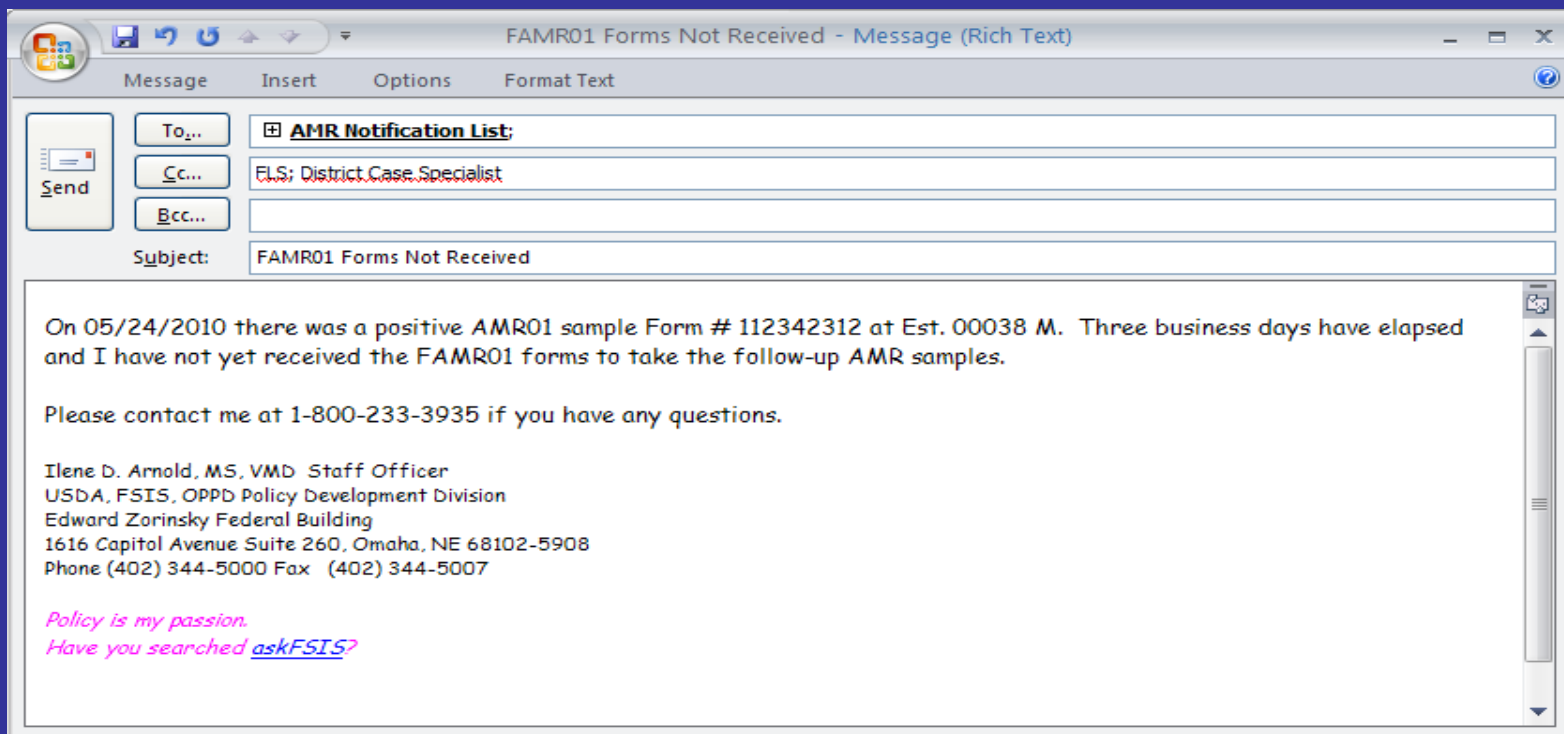 FAMR01 Forms Not Received - Message (Rich Text)
Message Insert Options Format Text
Send
To... AMR Notification List;
Cc... FLS; District Case Specialist
Bcc...
Subject: FAMR01 Forms Not Received
On 05/24/2010 there was a positive AMR01 sample Form # 112342312 at Est. 00038 M. Three business days have elapsed
and I have not yet received the FAMR01 forms to take the follow-up AMR samples.
Please contact me at 1-800-233-3935 if you have any questions.
Ilene D. Arnold, MS, VMD Staff Officer
USDA, FSIS, OPPD Policy Development Division
Edward Zorinsky Federal Building
1616 Capitol Avenue Suite 260, Omaha, NE 68102-5908
Phone (402) 344-5000 Fax (402) 344-5007
Policy is my passion.
Have you searched askFSIS?